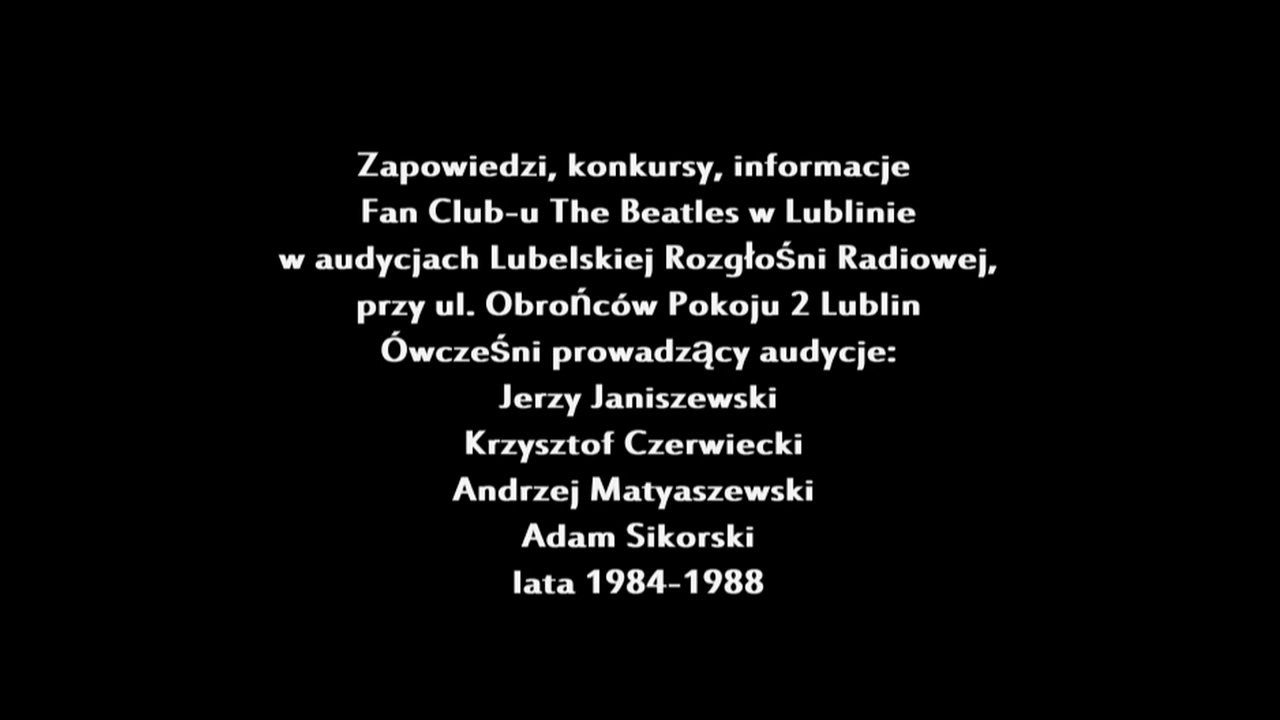 Zapowiedzi, konkursy, informacje
Fan Club-u The Beatles w Lublinie
w audycjach Lubelskiej Rozgłośni Radiowej,
przy ul. Obrońców Pokoju 2 Lublin
Ówcześni prowadzący audycje:
Jerzy Janiszewski
Krzysztof Czerwiecki
Andrzej Matyaszewski
Adam Sikorski
lata 1984-1988